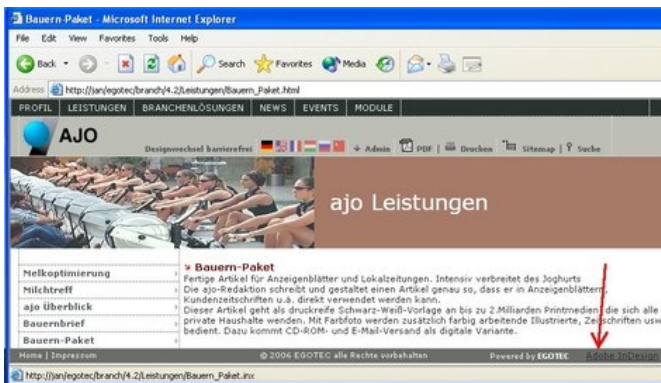 Bauern-Paket - Microsoft Internet Explorer
File Edit View Favorites Tools Help
Back Search Favorites Media
Address http://jan/egotec/branch/4.2/Leistungen/Bauern_Paket.html
PROFIL LEISTUNGEN BRANCHENLÖSUNGEN NEWS EVENTS MODULE
AJO
Designwechsel barrierefrei Admin PDF | Drucken Sitemap | Suche
ajo Leistungen
Melkoptimierung
Milchtreff
ajo Überblick
Bauernbrief
Bauern-Paket
Bauern-Paket
Fertige Artikel für Anzeigenblätter und Lokalzeitungen. Intensiv verbreitet des Joghurts
Die ajo-Redaktion schreibt und gestaltet einen Artikel genau so, dass er in Anzeigenblättern,
Kundenzeitschriften u.ä. direkt verwendet werden kann.
Dieser Artikel geht als druckreife Schwarz-Weiß-Vorlage an bis zu 2.Milliarden Printmedien, die sich alle
private Haushalte wenden. Mit Farbfoto werden zusätzlich farbig arbeitende Illustrierte, Zeitschriften usw
bedient. Dazu kommt CD-ROM- und E-Mail-Versand als digitale Variante.
Home | Impressum © 2006 EGOTEC alle Rechte vorbehalten Powered by EGOTEC Adobe InDesign
http://jan/egotec/branch/4.2/Leistungen/Bauern_Paket.inx